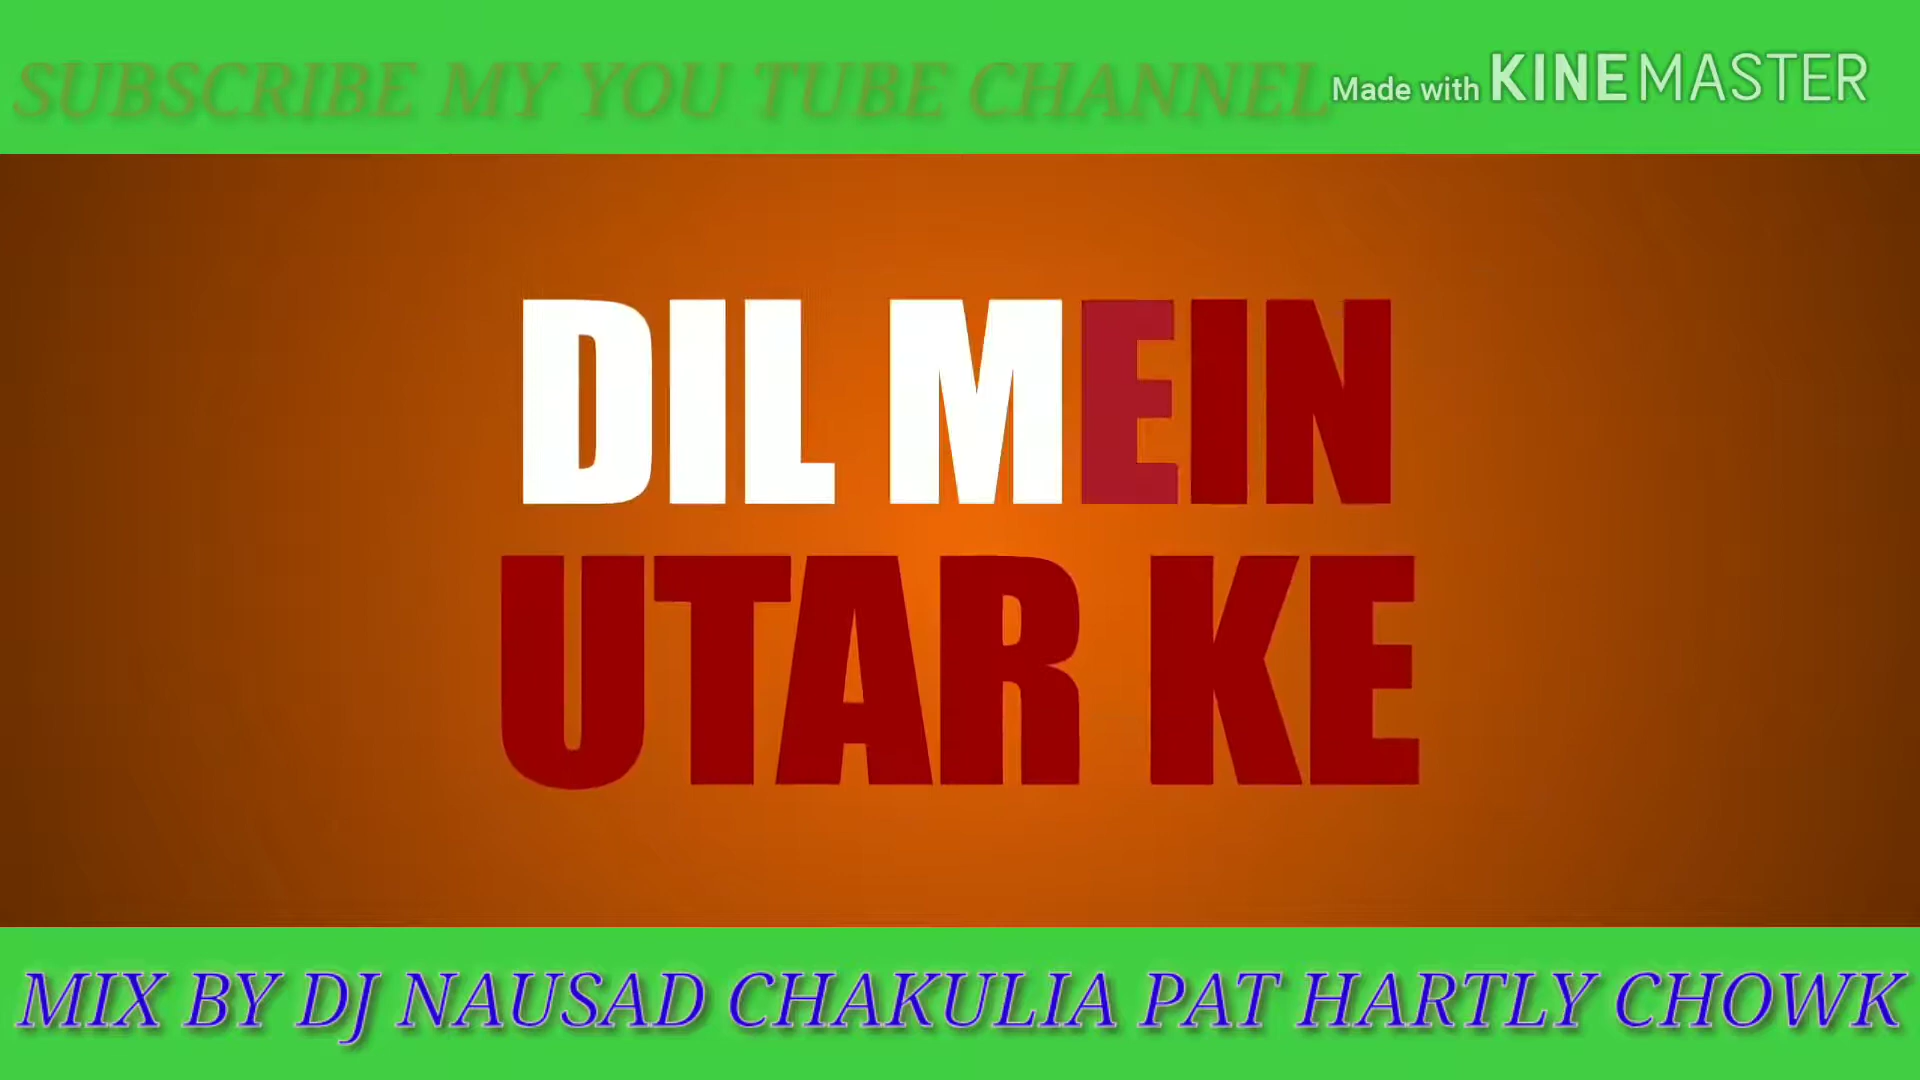 SUBSCRIBE MY YOU TUBE CHANNEL
Made with KINEMASTER
DIL MEIN
UTAR KE
MIX BY DJ NAUSAD CHAKULIA PAT HARTLY CHOWK